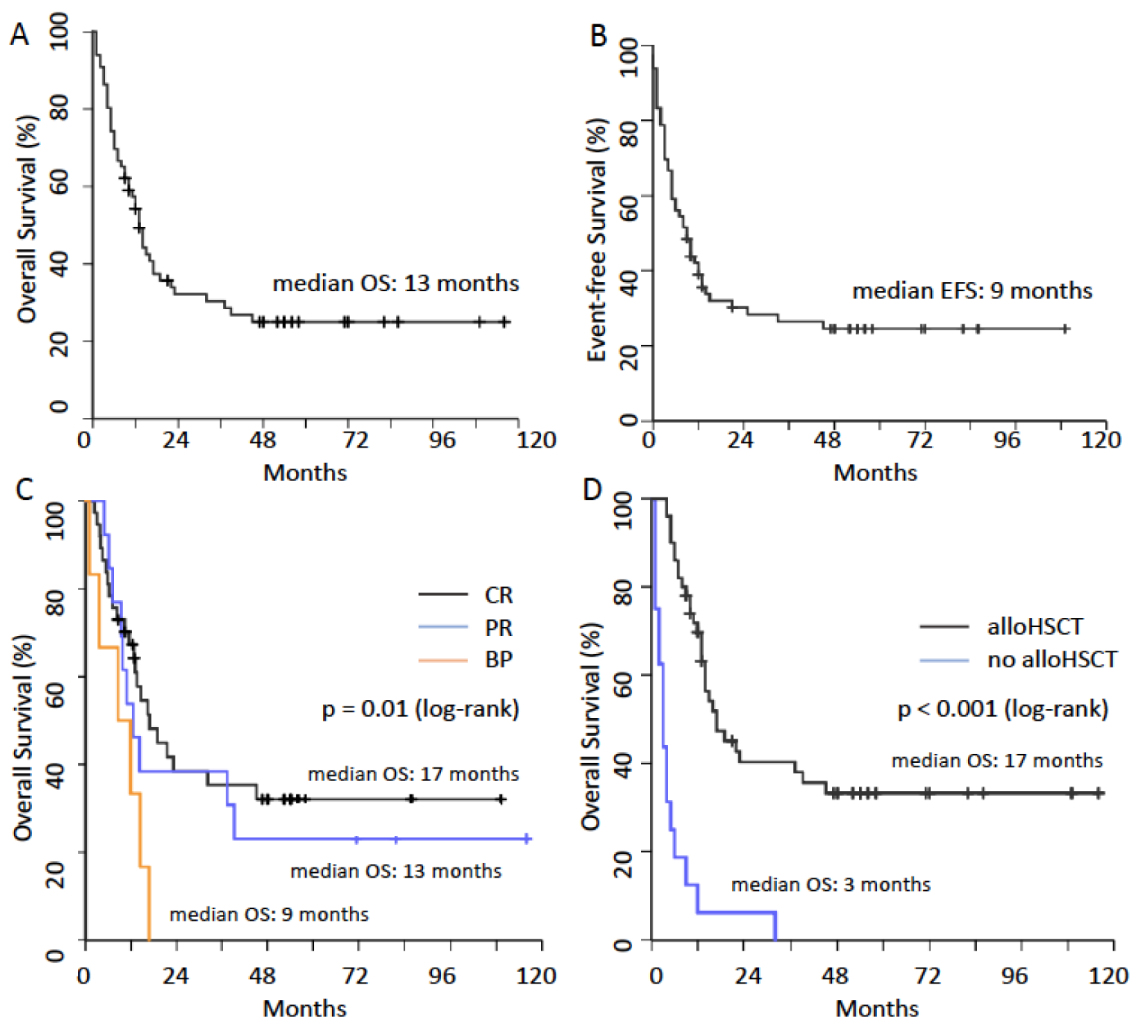 A
Overall Survival (%)
100
80
60
40
20
0
median OS: 13 months
0 24 48 72 96 120
Months
B
Event-free Survival (%)
100
80
60
40
20
0
median EFS: 9 months
0 24 48 72 96 120
Months
C
Overall Survival (%)
100
80
60
40
20
0
CR
PR
BP
p = 0.01 (log-rank)
median OS: 17 months
median OS: 13 months
median OS: 9 months
0 24 48 72 96 120
Months
D
Overall Survival (%)
100
80
60
40
20
0
alloHSCT
no alloHSCT
p < 0.001 (log-rank)
median OS: 17 months
median OS: 3 months
0 24 48 72 96 120
Months